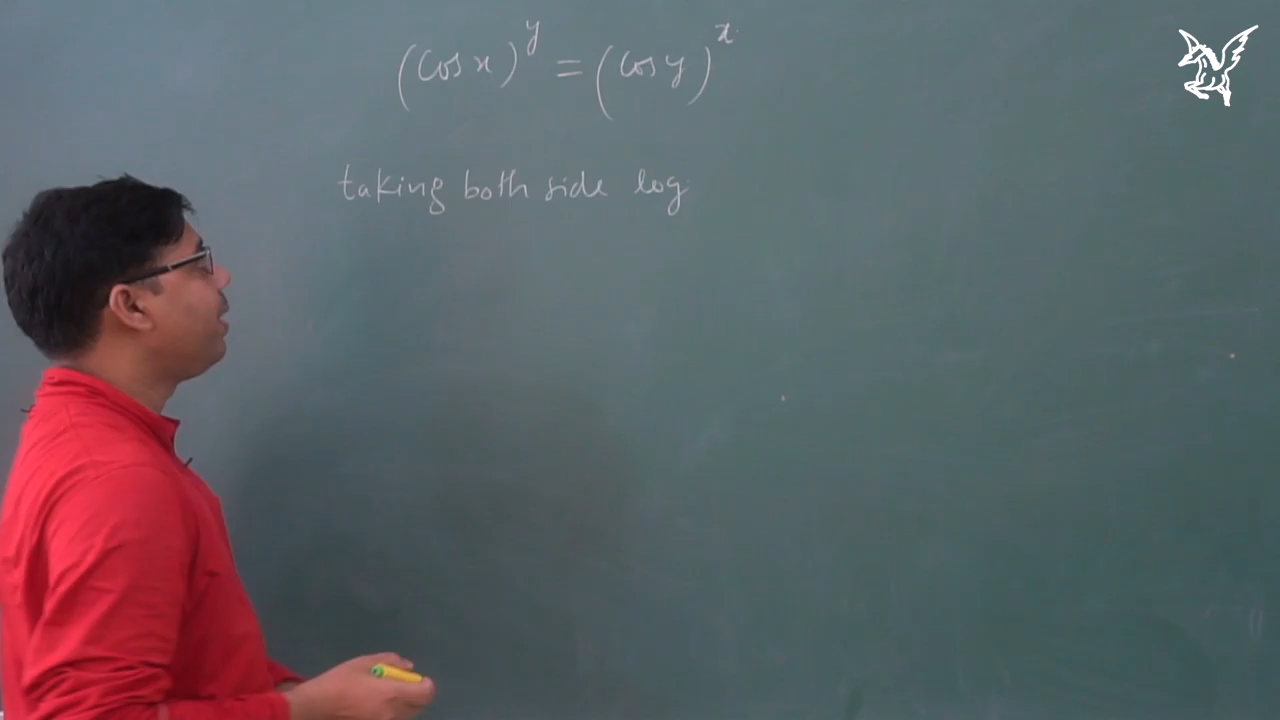 (cos x)^y = (cos y)^x
taking both side log